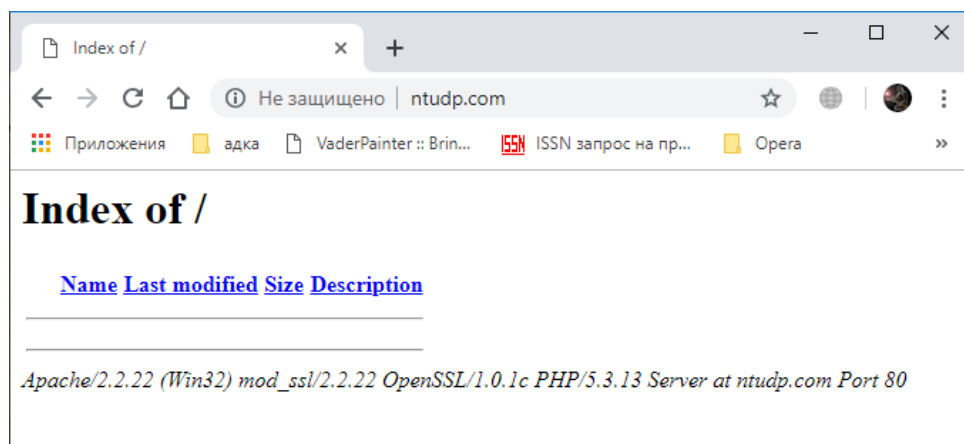 Index of /
Не защищено | ntudp.com
Приложения адка VaderPainter :: Brin... ISSN ISSN запрос на пр... Opera »
Index of /
Name Last modified Size Description
Apache/2.2.22 (Win32) mod_ssl/2.2.22 OpenSSL/1.0.1c PHP/5.3.13 Server at ntudp.com Port 80